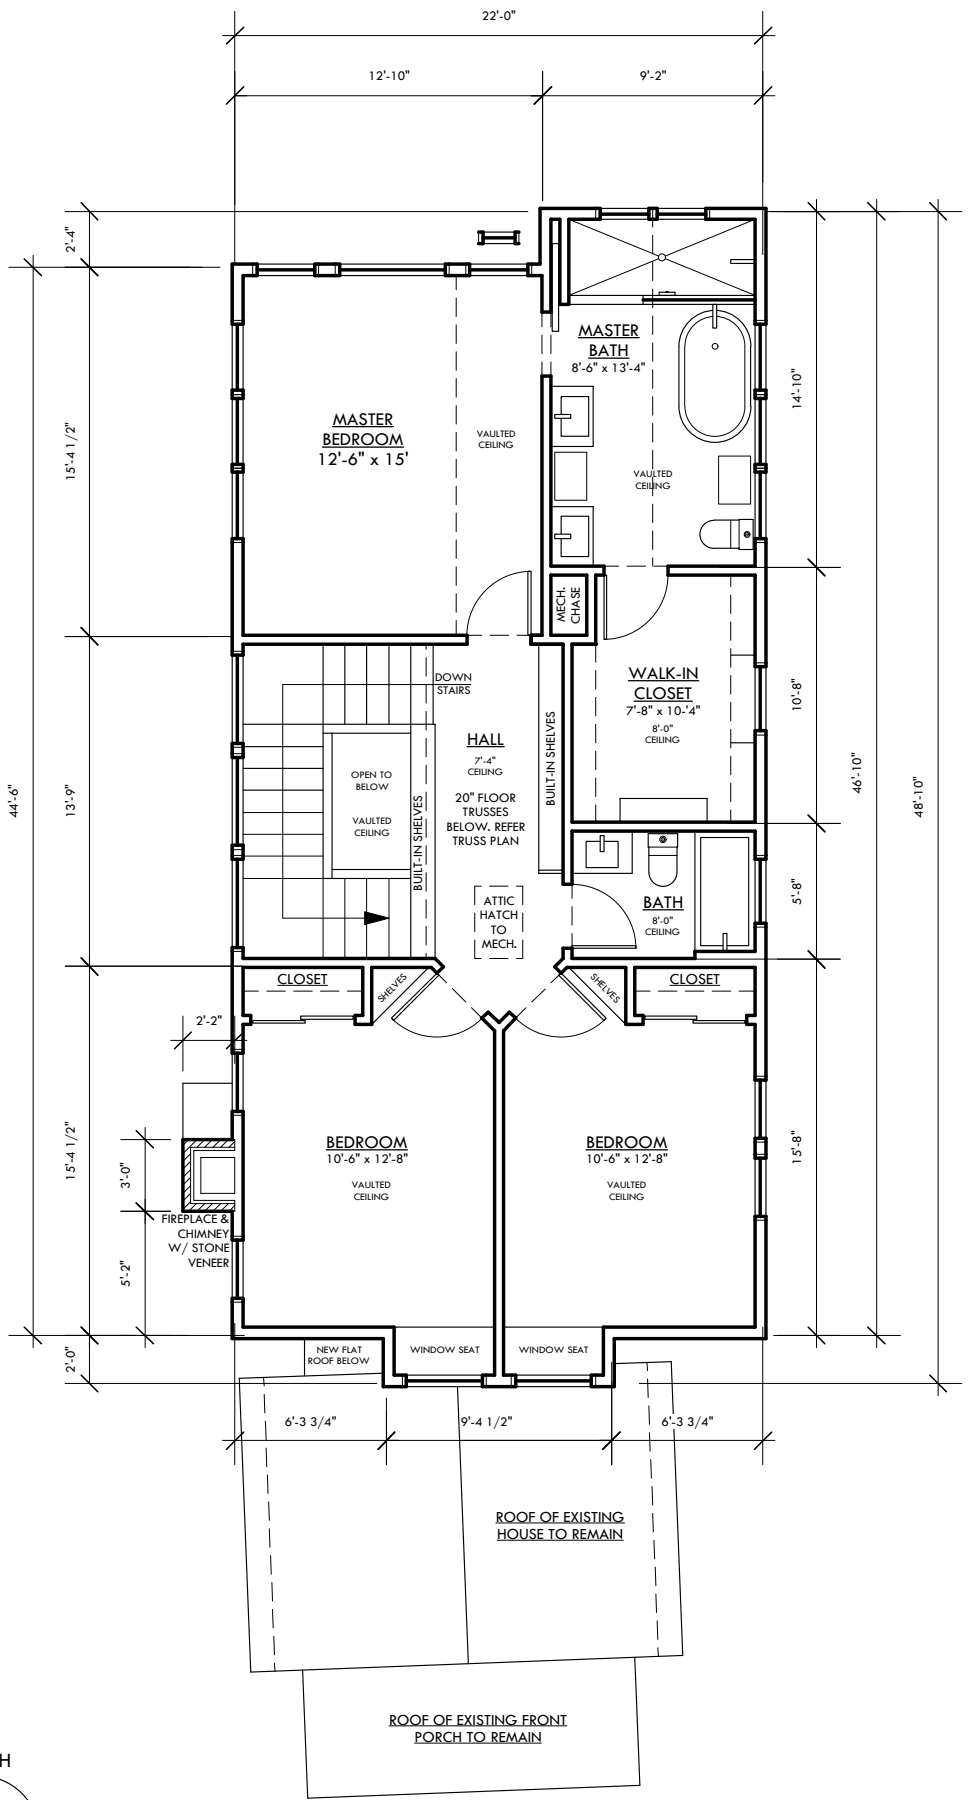 22'-0"
12'-10"
9'-2"
2'-4"
MASTER
BATH
8'-6" x 13'-4"
14'-10"
MASTER
BEDROOM
12'-6" x 15'
VAULTED
CEILING
15'-4 1/2"
VAULTED
CEILING
MECH.
CHASE
DOWN
STAIRS
WALK-IN
CLOSET
7'-8" x 10-'4"
8'-0"
CEILING
10'-8"
HALL
7'-4"
CEILING
BUILT-IN SHELVES
OPEN TO
BELOW
VAULTED
CEILING
20" FLOOR
TRUSSES
BELOW. REFER
TRUSS PLAN
BUILT-IN SHELVES
44'-6"
13'-9"
46'-10"
48'-10"
ATTIC
HATCH
TO
MECH.
BATH
8'-0"
CEILING
5'-8"
CLOSET
SHELVES
SHELVES
CLOSET
2'-2"
15'-4 1/2"
BEDROOM
10'-6" x 12'-8"
VAULTED
CEILING
BEDROOM
10'-6" x 12'-8"
VAULTED
CEILING
15'-8"
3'-0"
FIREPLACE &
CHIMNEY
W/ STONE
VENEER
5'-2"
2'-0"
NEW FLAT
ROOF BELOW
WINDOW SEAT
WINDOW SEAT
6'-3 3/4"
9'-4 1/2"
6'-3 3/4"
ROOF OF EXISTING
HOUSE TO REMAIN
ROOF OF EXISTING FRONT
PORCH TO REMAIN
H